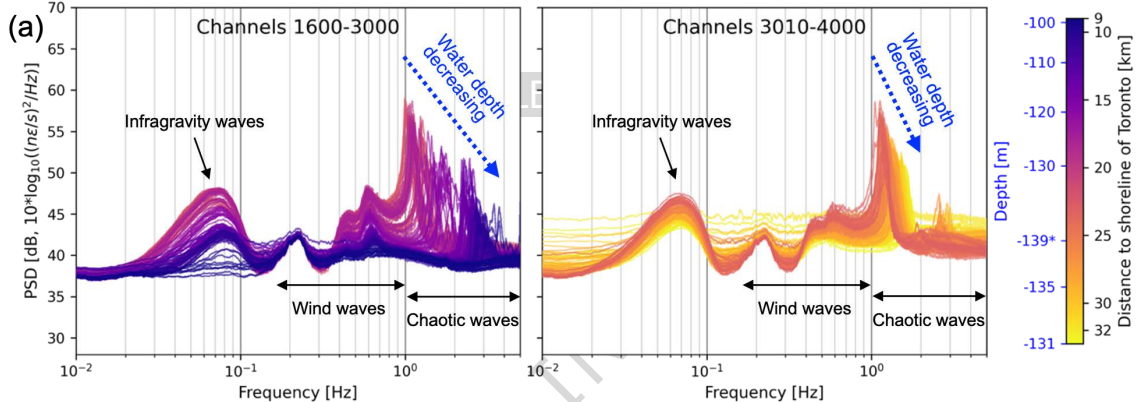 (a)
Channels 1600-3000
Channels 3010-4000
PSD [dB, 10*log₁₀((nε/s)²/Hz)]
70
65
60
55
50
45
40
35
30
Infragravity waves
Water depth
decreasing
Wind waves
Chaotic waves
10⁻²
10⁻¹
10⁰
Frequency [Hz]
Infragravity waves
Water depth
decreasing
Wind waves
Chaotic waves
10⁻²
10⁻¹
10⁰
Frequency [Hz]
Depth [m]
-100
-110
-120
-130
-139*
-135
-131
9
10
15
20
25
30
32
Distance to shoreline of Toronto [km]